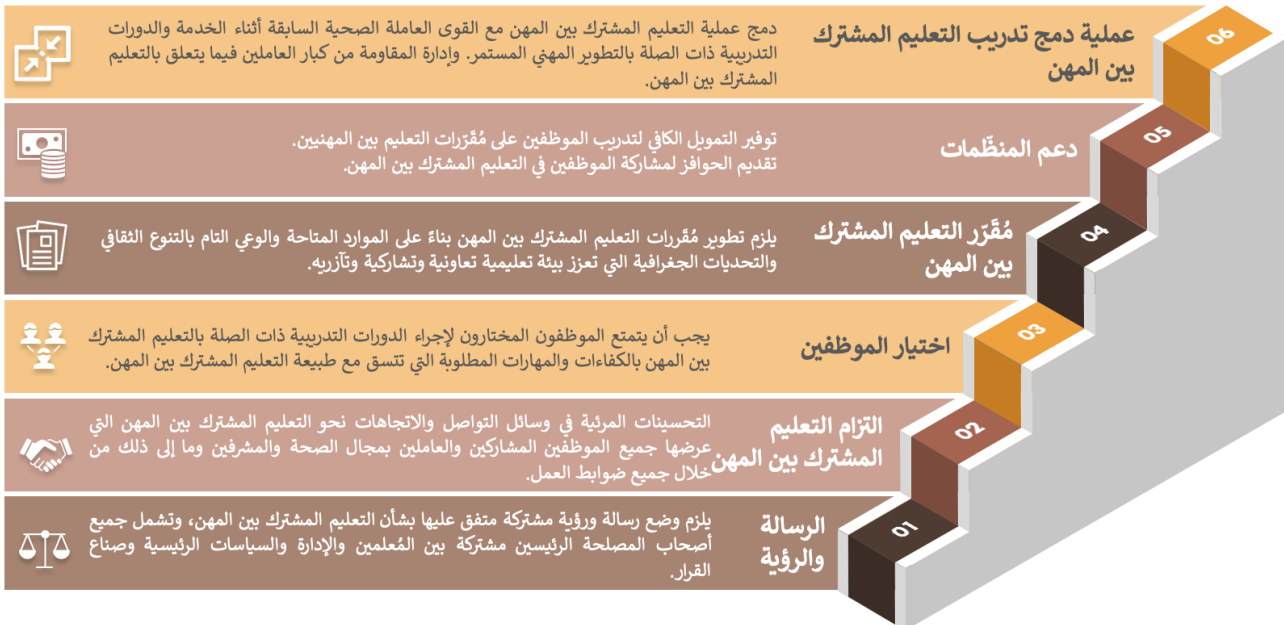 06
عملية دمج تدريب التعليم المشترك
بين المهن
دمج عملية التعليم المشترك بين المهن مع القوى العاملة الصحية السابقة أثناء الخدمة والدورات
التدريبية ذات الصلة بالتطوير المهني المستمر. وإدارة المقاومة من كبار العاملين فيما يتعلق بالتعليم
المشترك بين المهن.
05
دعم المنظّمات
توفير التمويل الكافي لتدريب الموظفين على مُقَرّرات التعليم بين المهنيين.
تقديم الحوافز لمشاركة الموظفين في التعليم المشترك بين المهن.
04
مُقَرّر التعليم المشترك
بين المهن
يلزم تطوير مُقَررات التعليم المشترك بين المهن بناءً على الموارد المتاحة والوعي التام بالتنوع الثقافي
والتحديات الجغرافية التي تعزز بيئة تعليمية تعاونية وتشاركية وتآزريه.
03
اختيار الموظفين
يجب أن يتمتع الموظفون المختارون لإجراء الدورات التدريبية ذات الصلة بالتعليم المشترك
بين المهن بالكفاءات والمهارات المطلوبة التي تتسق مع طبيعة التعليم المشترك بين المهن.
02
التزام التعليم
المشترك بين المهن
التحسينات المرئية في وسائل التواصل والاتجاهات نحو التعليم المشترك بين المهن التي
عرضها جميع الموظفين المشاركين والعاملين بمجال الصحة والمشرفين وما إلى ذلك من
خلال جميع ضوابط العمل.
01
الرسالة
والرؤية
يلزم وضع رسالة ورؤية مشتركة متفق عليها بشأن التعليم المشترك بين المهن، وتشمل جميع
أصحاب المصلحة الرئيسين مشتركة بين المُعلمين والإدارة والسياسات الرئيسية وصناع
القرار.